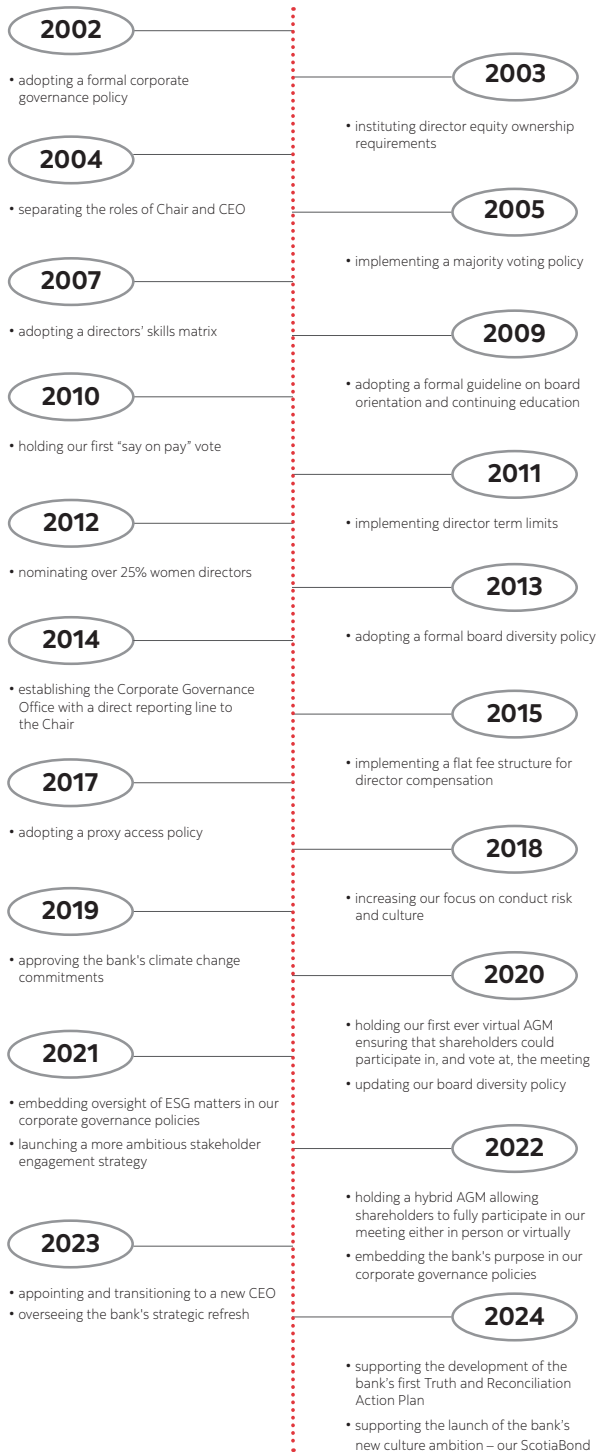 2002
• adopting a formal corporate
governance policy
2003
• instituting director equity ownership
requirements
2004
• separating the roles of Chair and CEO
2005
• implementing a majority voting policy
2007
• adopting a directors' skills matrix
2009
• adopting a formal guideline on board
orientation and continuing education
2010
• holding our first “say on pay” vote
2011
• implementing director term limits
2012
• nominating over 25% women directors
2013
• adopting a formal board diversity policy
2014
• establishing the Corporate Governance
Office with a direct reporting line to
the Chair
2015
• implementing a flat fee structure for
director compensation
2017
• adopting a proxy access policy
2018
• increasing our focus on conduct risk
and culture
2019
• approving the bank's climate change
commitments
2020
• holding our first ever virtual AGM
ensuring that shareholders could
participate in, and vote at, the meeting
• updating our board diversity policy
2021
• embedding oversight of ESG matters in our
corporate governance policies
• launching a more ambitious stakeholder
engagement strategy
2022
• holding a hybrid AGM allowing
shareholders to fully participate in our
meeting either in person or virtually
• embedding the bank's purpose in our
corporate governance policies
2023
• appointing and transitioning to a new CEO
• overseeing the bank's strategic refresh
2024
• supporting the development of the
bank's first Truth and Reconciliation
Action Plan
• supporting the launch of the bank's
new culture ambition – our ScotiaBond